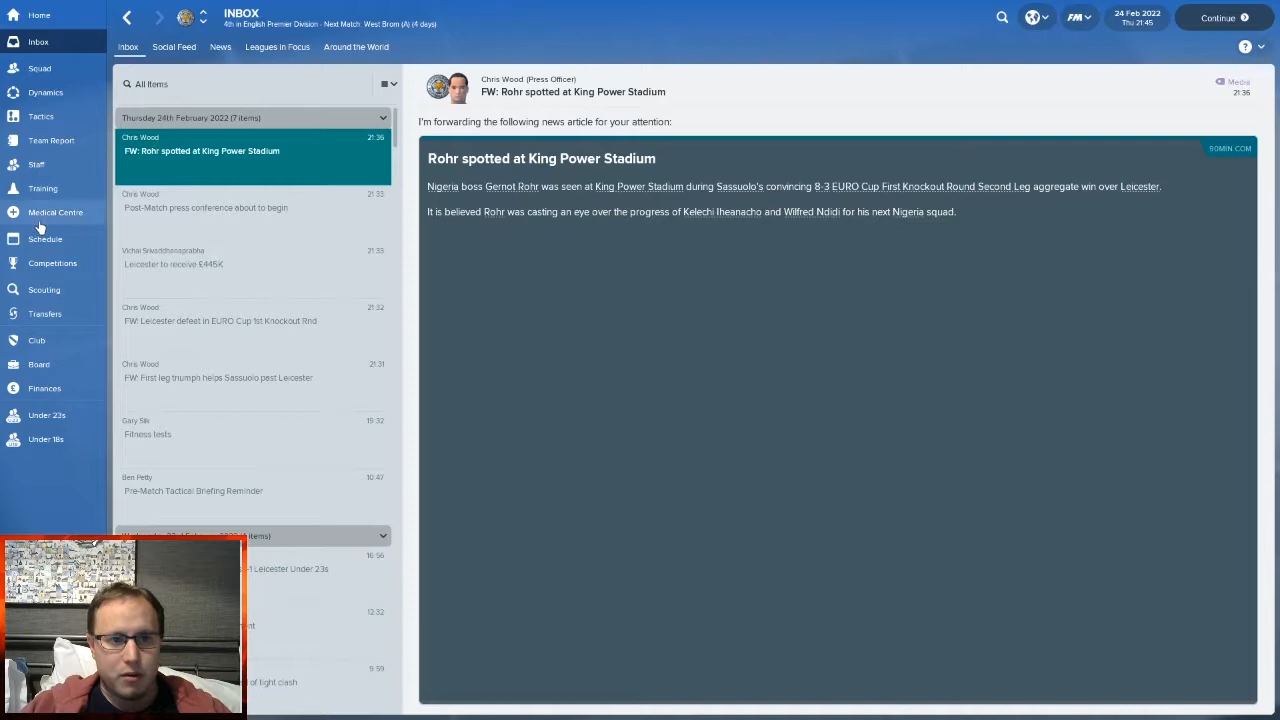 Home
Inbox
Squad
Dynamics
Tactics
Team Report
Staff
Training
Medical Centre
Schedule
Competitions
Scouting
Transfers
Club
Board
Finances
Under 23s
Under 18s
INBOX
4th in English Premier Division - Next Match: West Brom (A) (4 days)
FM
24 Feb 2022
Thu 21:45
Continue
Inbox Social Feed News Leagues in Focus Around the World
?
All Items
Thursday 24th February 2022 (7 items)
Chris Wood 21:36
FW: Rohr spotted at King Power Stadium
Chris Wood 21:33
Post-Match press conference about to begin
Vichai Srivaddhanaprabha 21:33
Leicester to receive £445K
Chris Wood 21:32
FW: Leicester defeat in EURO Cup 1st Knockout Rnd
Chris Wood 21:31
FW: First leg triumph helps Sassuolo past Leicester
Gary Silk 19:32
Fitness tests
Ben Petty 10:47
Pre-Match Tactical Briefing Reminder
items)
16:56
-1 Leicester Under 23s
12:32
9:59
of light clash
Chris Wood (Press Officer)
FW: Rohr spotted at King Power Stadium
Media
21:36
I'm forwarding the following news article for your attention:
Rohr spotted at King Power Stadium
90MIN.COM
Nigeria boss Gernot Rohr was seen at King Power Stadium during Sassuolo's convincing 8-3 EURO Cup First Knockout Round Second Leg aggregate win over Leicester.
It is believed Rohr was casting an eye over the progress of Kelechi Iheanacho and Wilfred Ndidi for his next Nigeria squad.